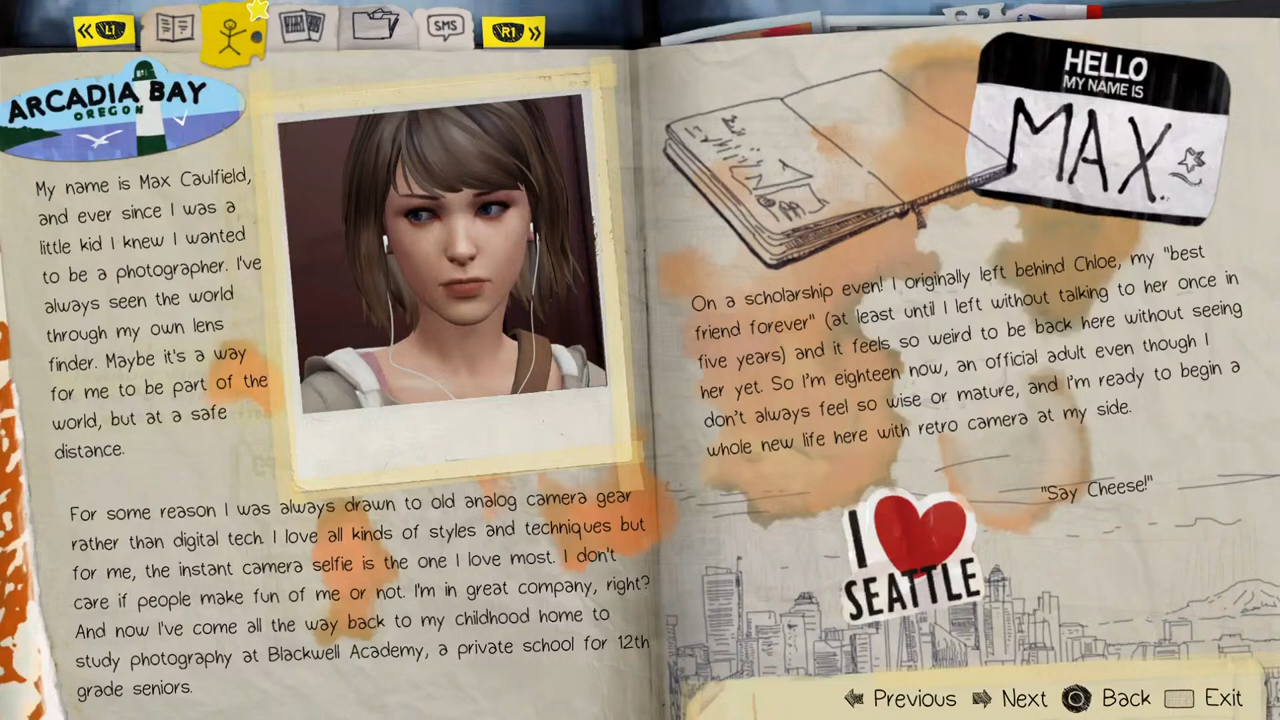 L1
SMS
R1
ARCADIA BAY
OREGON
My name is Max Caulfield,
and ever since I was a
little kid I knew I wanted
to be a photographer. I've
always seen the world
through my own lens
finder. Maybe it's a way
for me to be part of the
world, but at a safe
distance.
For some reason I was always drawn to old analog camera gear
rather than digital tech. I love all kinds of styles and techniques but
for me, the instant camera selfie is the one I love most. I don't
care if people make fun of me or not. I'm in great company, right?
And now I've come all the way back to my childhood home to
study photography at Blackwell Academy, a private school for 12th
grade seniors.
HELLO
MY NAME IS
MAX.
On a scholarship even! I originally left behind Chloe, my "best
friend forever" (at least until I left without talking to her once in
five years) and it feels so weird to be back here without seeing
her yet. So I'm eighteen now, an official adult even though I
don't always feel so wise or mature, and I'm ready to begin a
whole new life here with retro camera at my side.
"Say Cheese!"
I
SEATTLE
Previous Next Back Exit